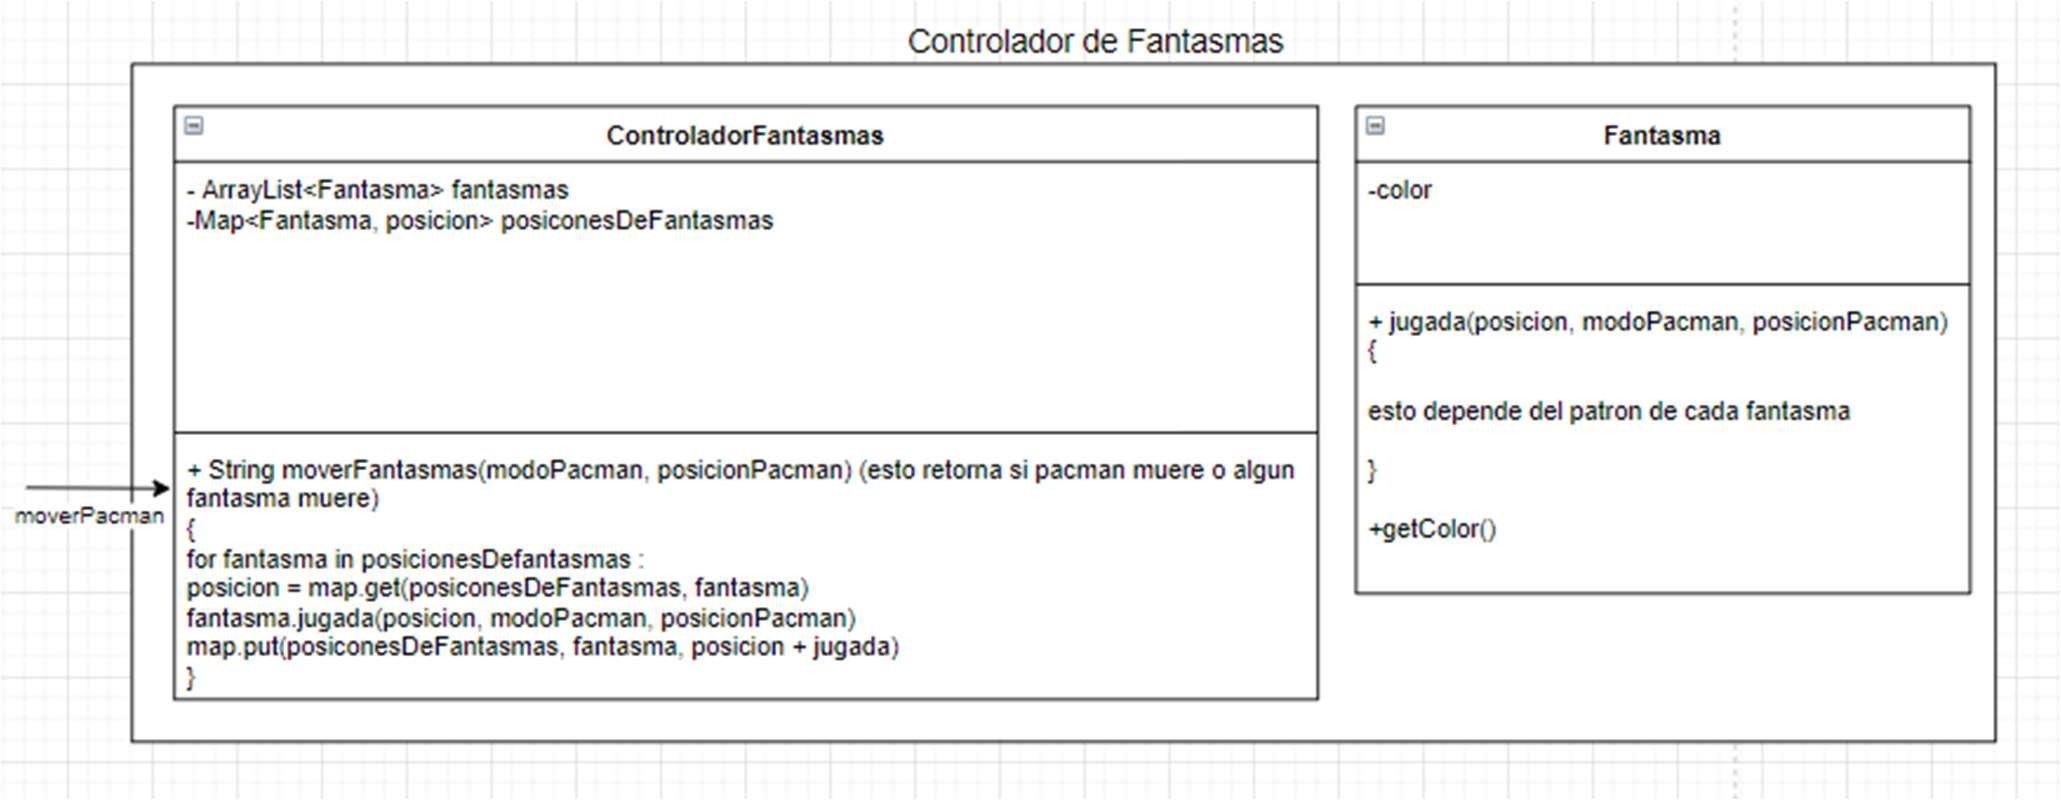 Controlador de Fantasmas
ControladorFantasmas
- ArrayList<Fantasma> fantasmas
-Map<Fantasma, posicion> posiconesDeFantasmas
+ String moverFantasmas(modoPacman, posicionPacman) (esto retorna si pacman muere o algun
fantasma muere)
{
for fantasma in posicionesDefantasmas :
posicion = map.get(posiconesDeFantasmas, fantasma)
fantasma.jugada(posicion, modoPacman, posicionPacman)
map.put(posiconesDeFantasmas, fantasma, posicion + jugada)
}
moverPacman
Fantasma
-color
+ jugada(posicion, modoPacman, posicionPacman)
{
esto depende del patron de cada fantasma
}
+getColor()